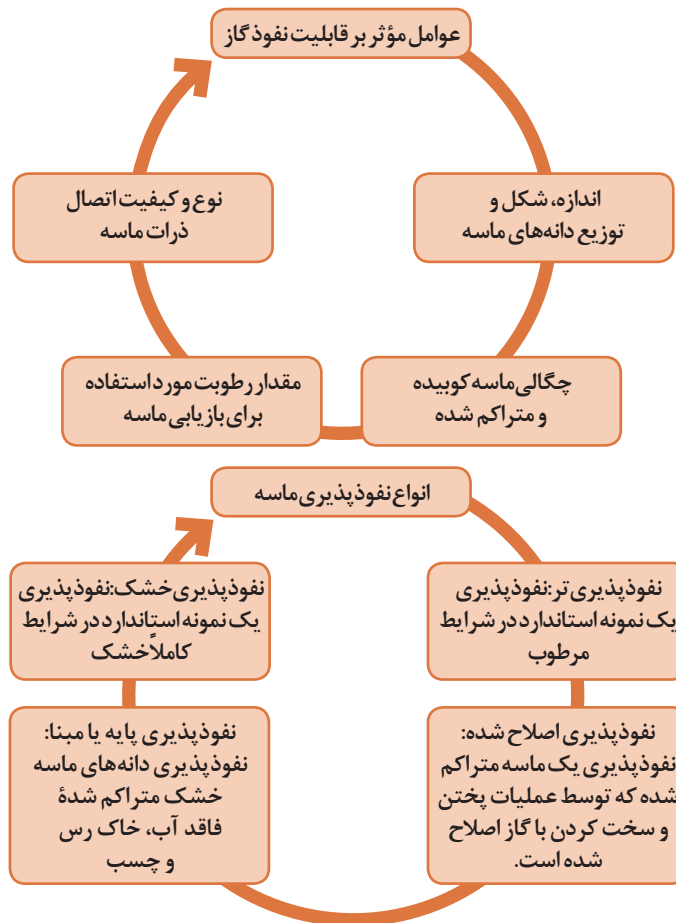 عوامل مؤثر بر قابلیت نفوذ گاز
اندازه، شکل و
توزیع دانه‌های ماسه
نوع و کیفیت اتصال
ذرات ماسه
چگالی ماسه کوبیده
و متراکم شده
مقدار رطوبت مورد استفاده
برای بازیابی ماسه
انواع نفوذپذیری ماسه
نفوذپذیری تر: نفوذپذیری
یک نمونه استاندارد در شرایط
مرطوب
نفوذپذیری خشک: نفوذپذیری
یک نمونه استاندارد در شرایط
کاملاً خشک
نفوذپذیری اصلاح شده:
نفوذپذیری یک ماسه متراکم
شده که توسط عملیات پختن
و سخت کردن با گاز اصلاح
شده است.
نفوذپذیری پایه یا مبنا:
نفوذپذیری دانه‌های ماسه
خشک متراکم شدهٔ
فاقد آب، خاک رس
و چسب